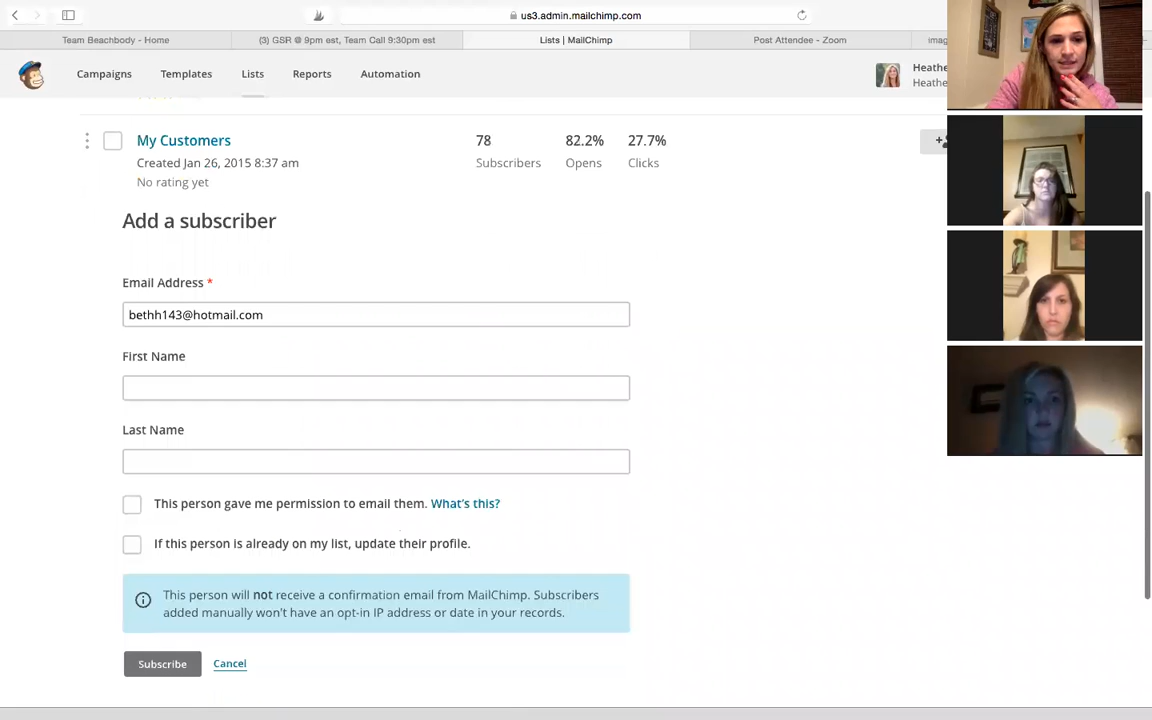 us3.admin.mailchimp.com
Team Beachbody - Home
(3) GSR @ 9pm est, Team Call 9:30pm est
Lists | MailChimp
Post Attendee - Zoom
imag
Campaigns
Templates
Lists
Reports
Automation
Heathe
Heathe
My Customers
78
82.2%
27.7%
Created Jan 26, 2015 8:37 am
Subscribers
Opens
Clicks
No rating yet
Add a subscriber
Email Address *
bethh143@hotmail.com
First Name
Last Name
This person gave me permission to email them. What's this?
If this person is already on my list, update their profile.
This person will not receive a confirmation email from MailChimp. Subscribers
added manually won't have an opt-in IP address or date in your records.
Subscribe
Cancel